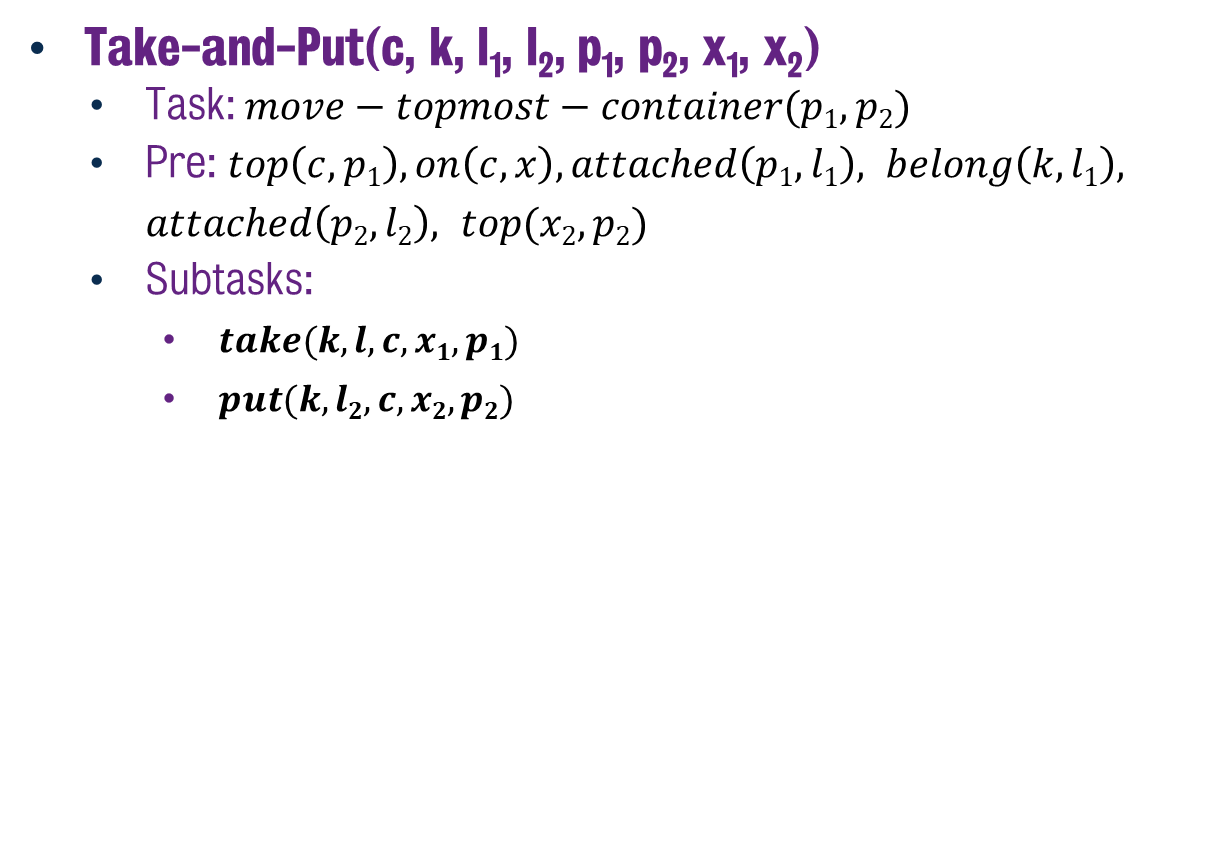 • Take-and-Put(c, k, l₁, l₂, p₁, p₂, x₁, x₂)
• Task: move − topmost − container(p₁, p₂)
• Pre: top(c, p₁), on(c, x), attached(p₁, l₁), belong(k, l₁),
attached(p₂, l₂), top(x₂, p₂)
• Subtasks:
• take(k, l, c, x₁, p₁)
• put(k, l₂, c, x₂, p₂)